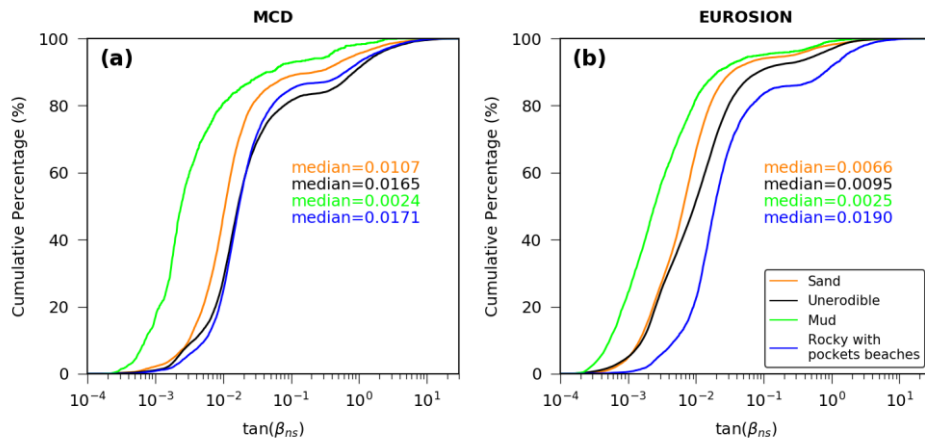 MCD
EUROSION
(a)
(b)
Cumulative Percentage (%)
100
80
60
40
20
0
median=0.0107
median=0.0165
median=0.0024
median=0.0171
10⁻⁴ 10⁻³ 10⁻² 10⁻¹ 10⁰ 10¹
tan(βₙₛ)
Cumulative Percentage (%)
100
80
60
40
20
0
median=0.0066
median=0.0095
median=0.0025
median=0.0190
Sand
Unerodible
Mud
Rocky with
pockets beaches
10⁻⁴ 10⁻³ 10⁻² 10⁻¹ 10⁰ 10¹
tan(βₙₛ)